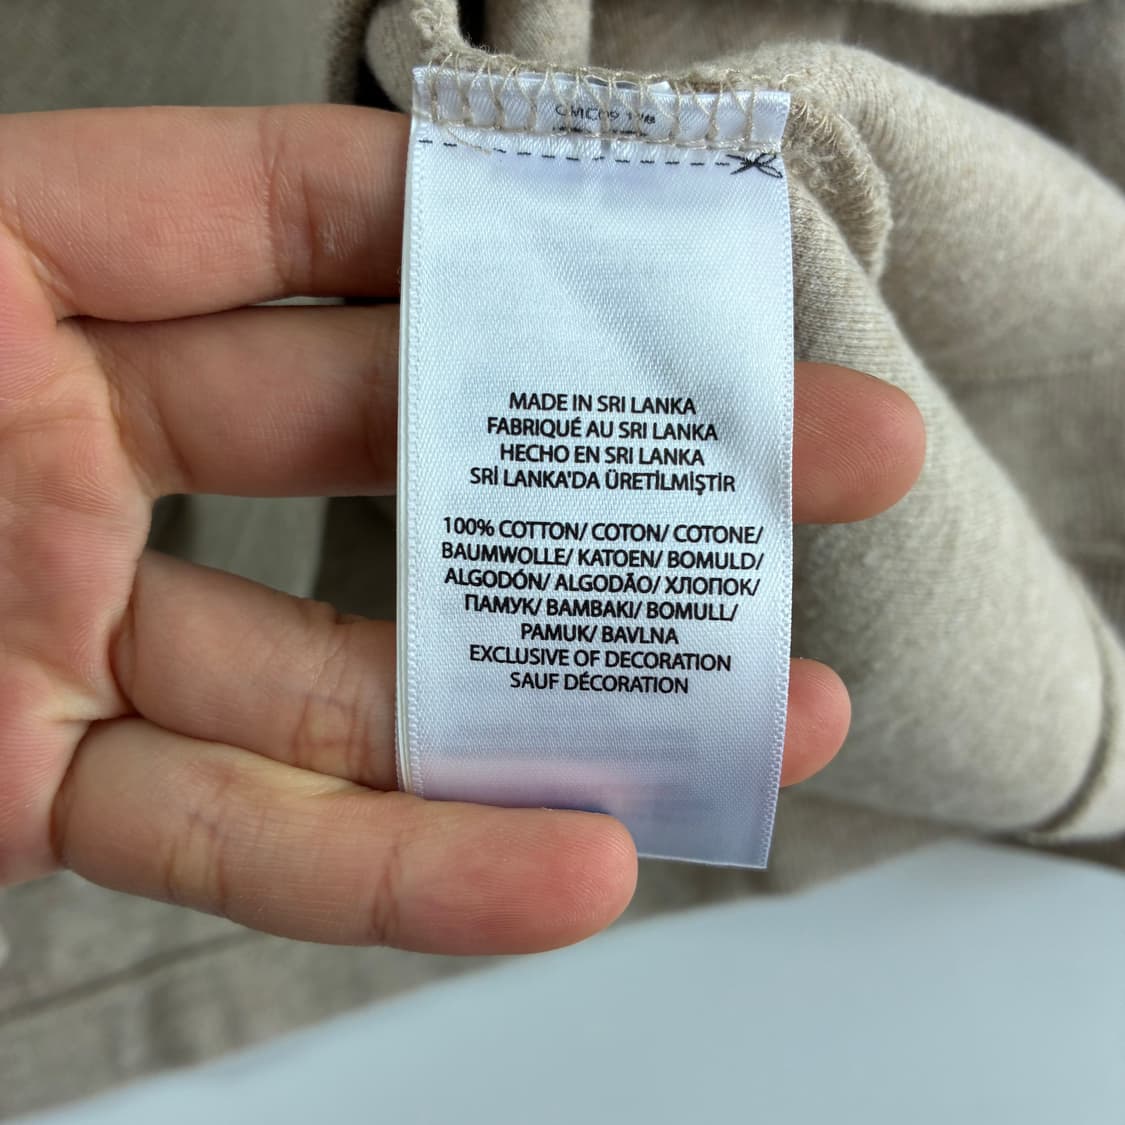 MADE IN SRI LANKA
FABRIQUÉ AU SRI LANKA
HECHO EN SRI LANKA
SRİ LANKA'DA ÜRETİLMİŞTİR
100% COTTON/ COTON/ COTONE/
BAUMWOLLE/ KATOEN/ BOMULD/
ALGODÓN/ ALGODÃO/ ХЛОПОК/
ПАМУК/ BAMBAKI/ BOMULL/
PAMUK/ BAVLNA
EXCLUSIVE OF DECORATION
SAUF DÉCORATION